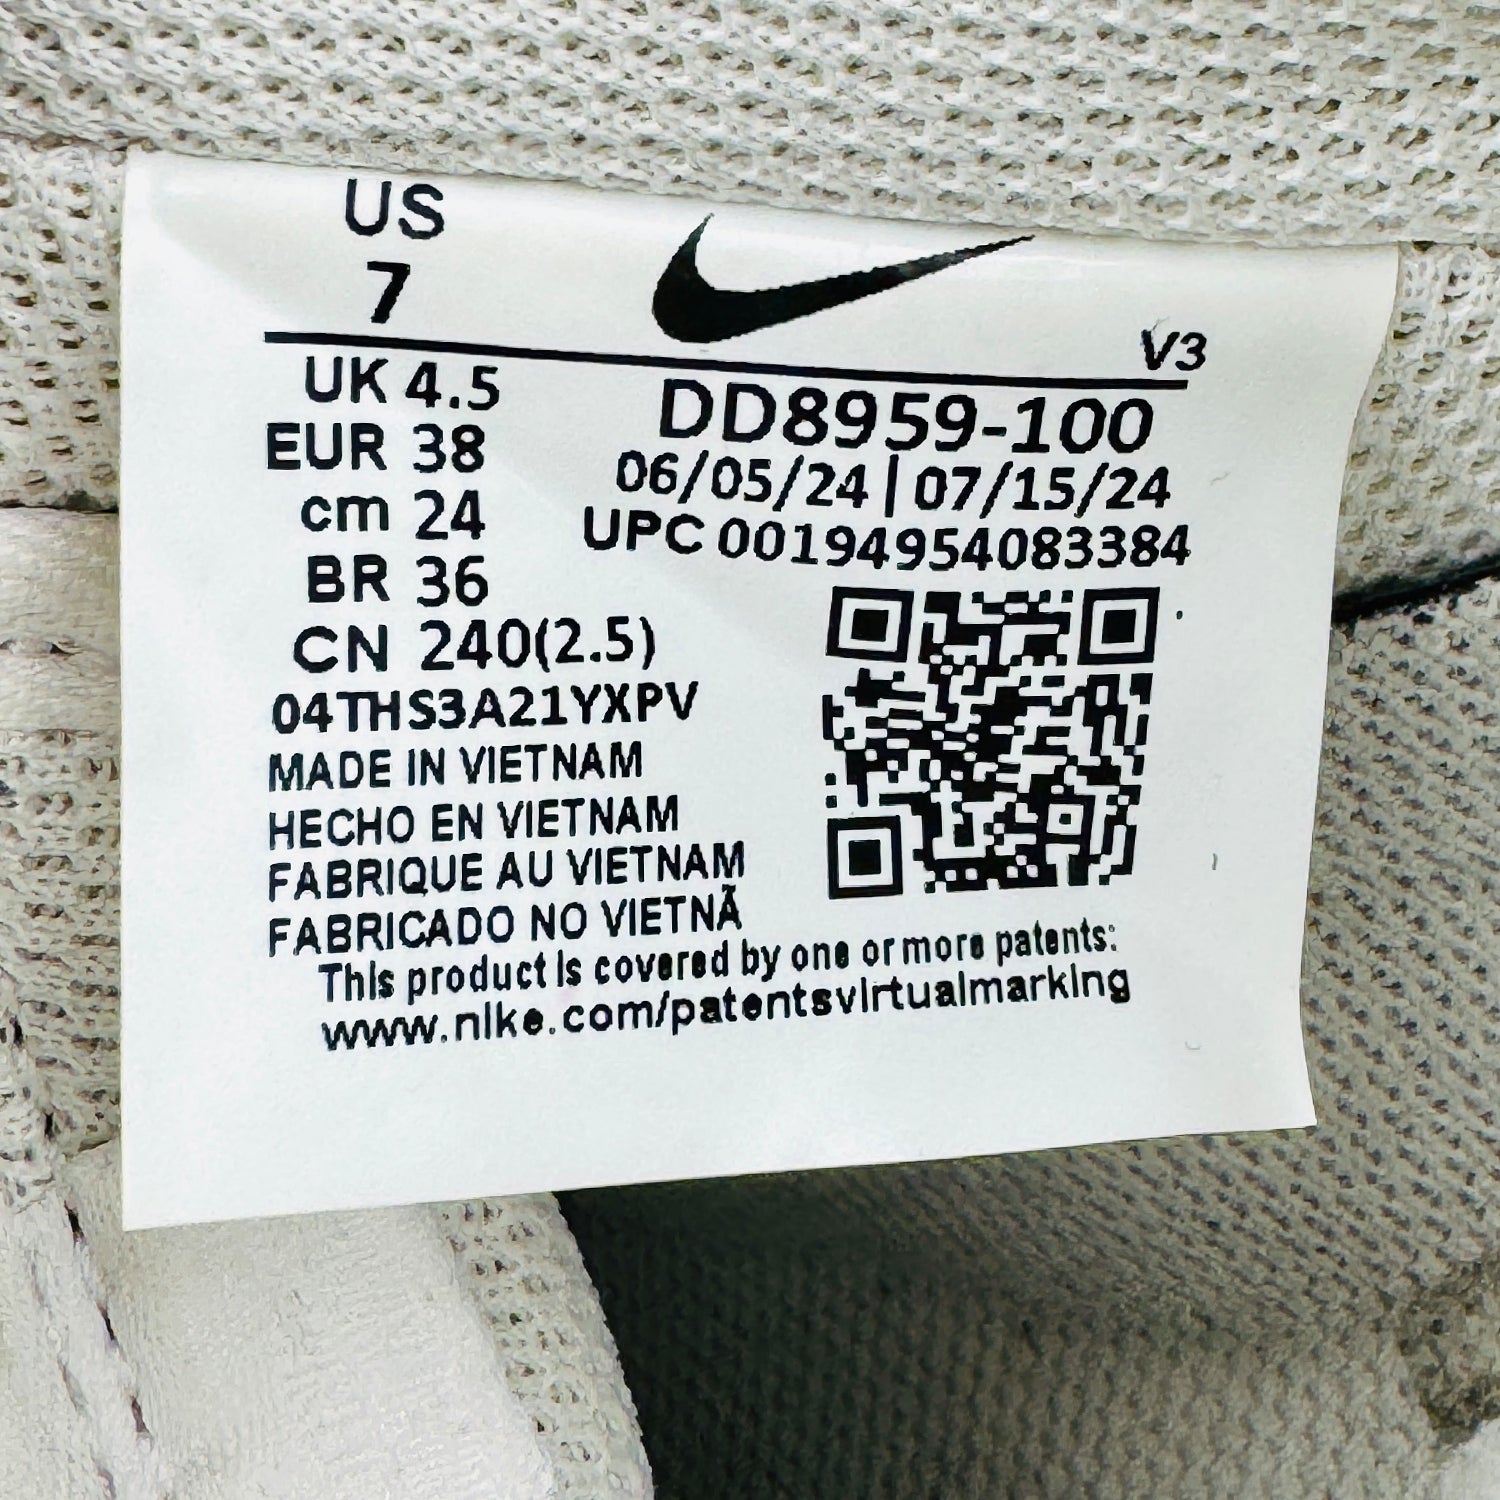 US
7
V3
UK 4.5
EUR 38
cm 24
BR 36
CN 240(2.5)
DD8959-100
06/05/24 | 07/15/24
UPC 00194954083384
04THS3A21YXPV
MADE IN VIETNAM
HECHO EN VIETNAM
FABRIQUE AU VIETNAM
FABRICADO NO VIETNÃ
This product is covered by one or more patents:
www.nike.com/patentsvirtualmarking